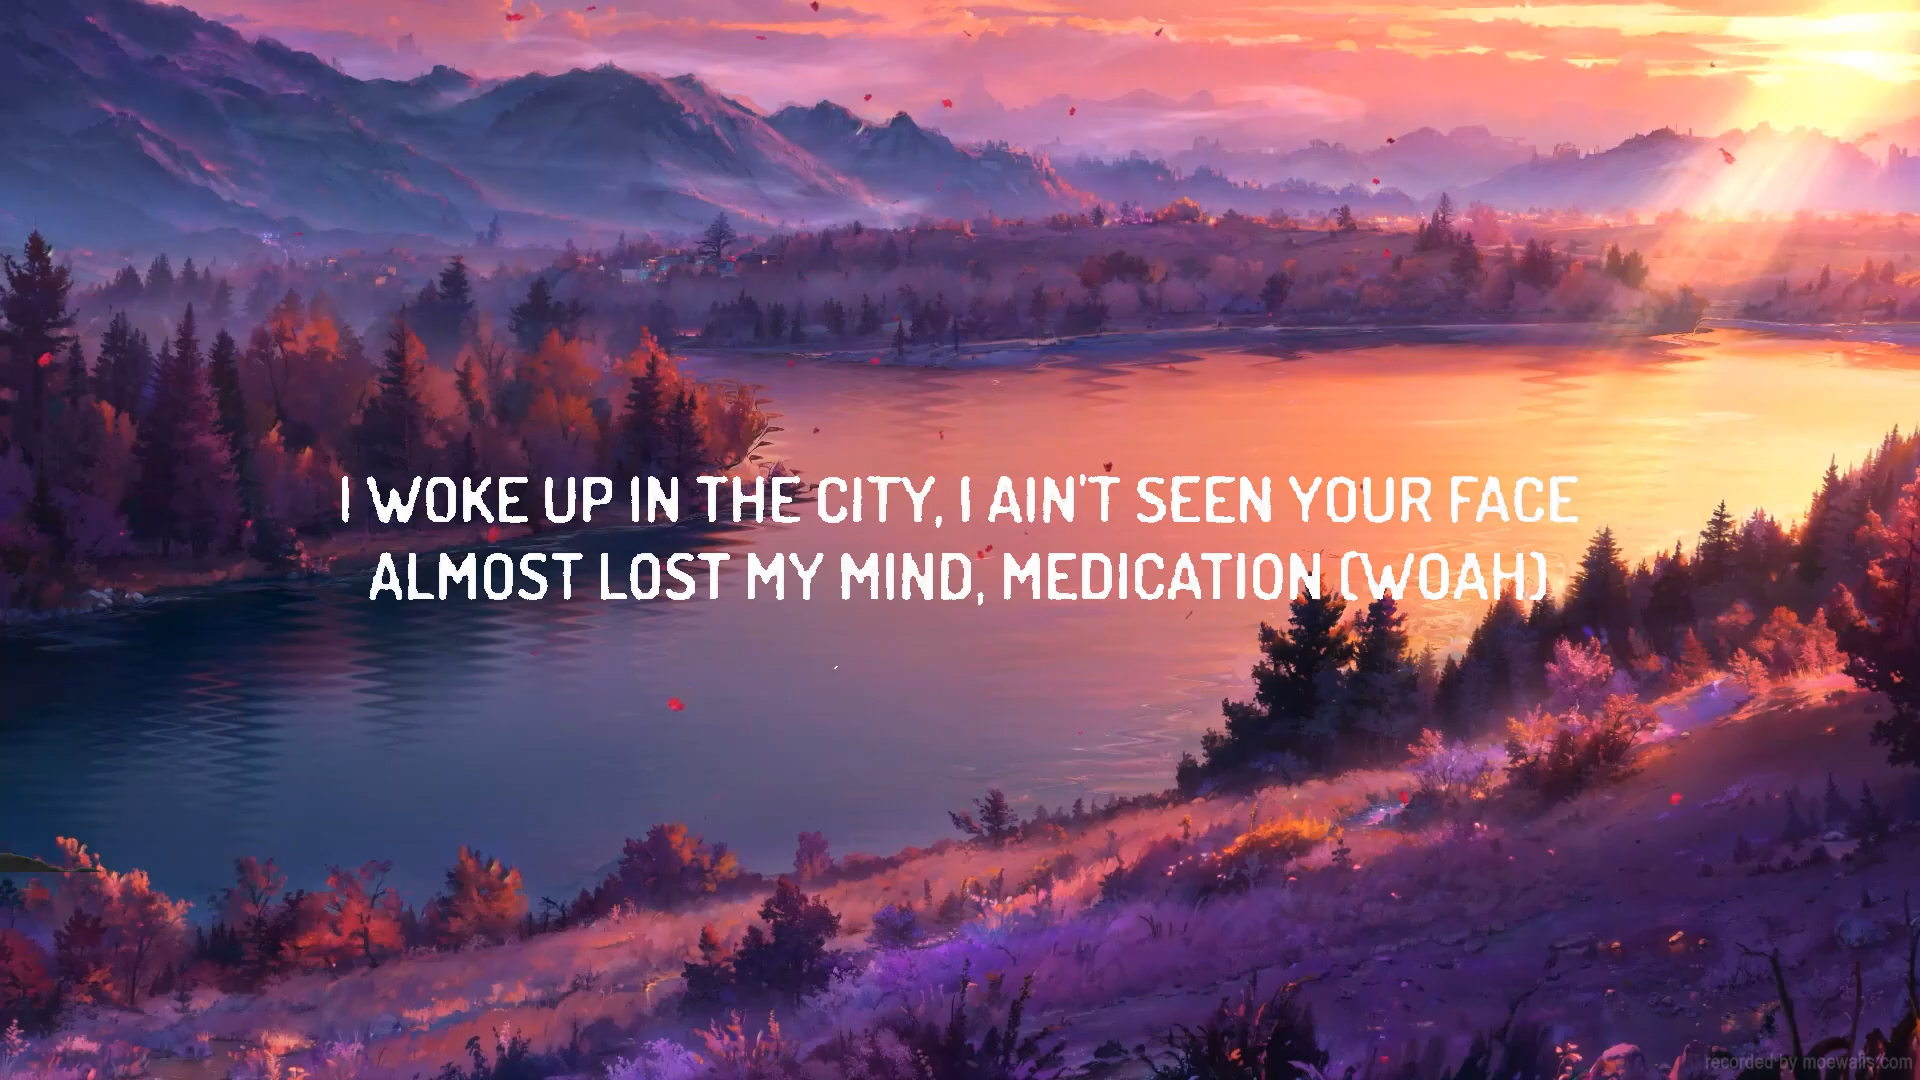 I WOKE UP IN THE CITY, I AIN'T SEEN YOUR FACE
ALMOST LOST MY MIND, MEDICATION (WOAH)
recorded by moewalls.com